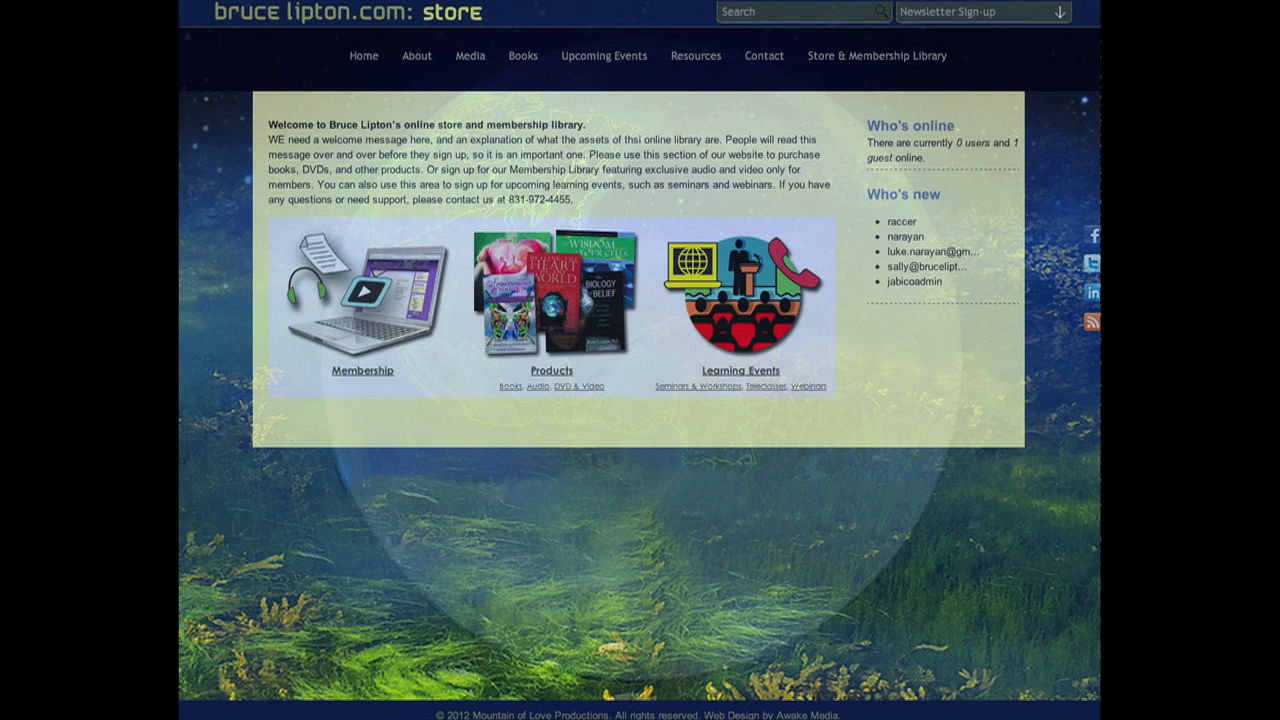 bruce lipton.com: store
Search
Newsletter Sign-up
Home About Media Books Upcoming Events Resources Contact Store & Membership Library
Welcome to Bruce Lipton's online store and membership library.
WE need a welcome message here, and an explanation of what the assets of thsi online library are. People will read this
message over and over before they sign up, so it is an important one. Please use this section of our website to purchase
books, DVDs, and other products. Or sign up for our Membership Library featuring exclusive audio and video only for
members. You can also use this area to sign up for upcoming learning events, such as seminars and webinars. If you have
any questions or need support, please contact us at 831-972-4455.
WISDOM
YOUR CELLS
HEART
WORLD
BIOLOGY
of BELIEF
Membership
Products
Books, Audio, DVD & Video
Learning Events
Seminars & Workshops, Teleclasses, Webinars
Who's online
There are currently 0 users and 1
guest online.
Who's new
raccer
narayan
luke.narayan@gm...
sally@brucelipt...
jabicoadmin
f
t
in
© 2012 Mountain of Love Productions. All rights reserved. Web Design by Awake Media.